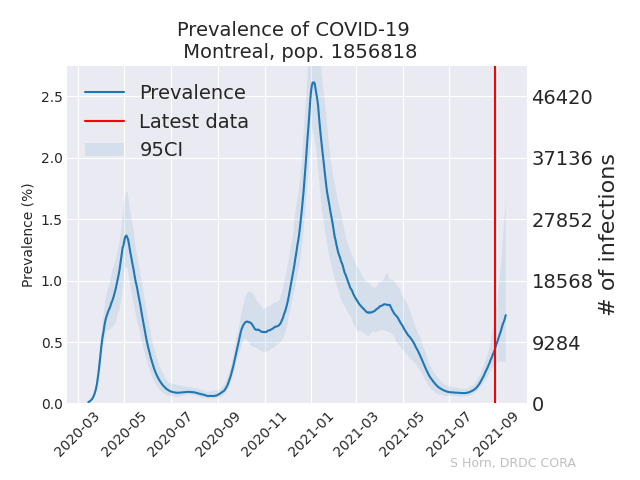 Prevalence of COVID-19
Montreal, pop. 1856818
Prevalence
Latest data
95CI
Prevalence (%)
2.5
2.0
1.5
1.0
0.5
0.0
46420
37136
27852
18568
9284
0
# of infections
2020-03
2020-05
2020-07
2020-09
2020-11
2021-01
2021-03
2021-05
2021-07
2021-09
S Horn, DRDC CORA